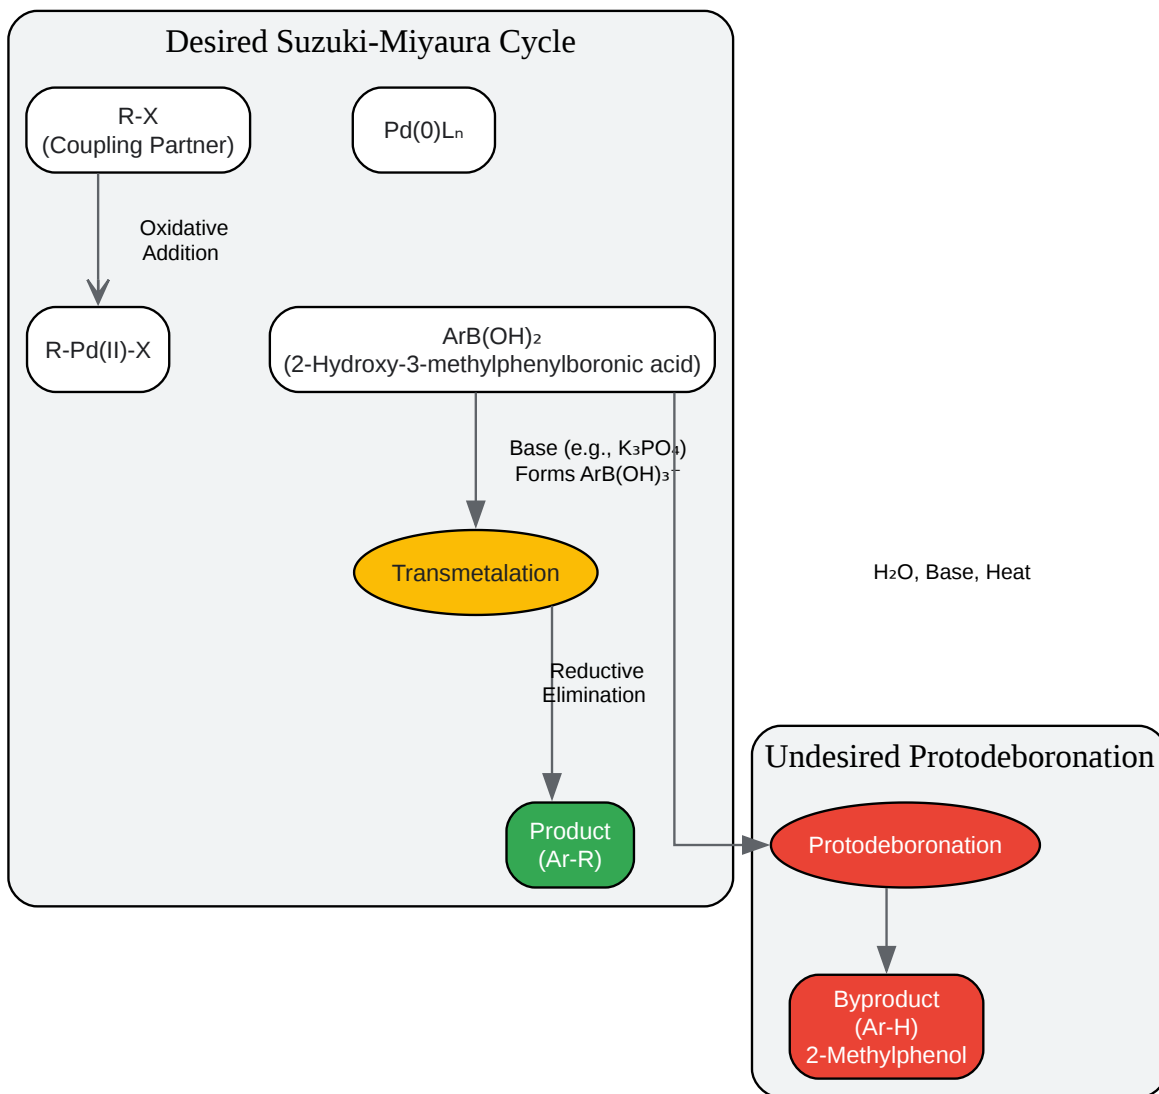 Desired Suzuki-Miyaura Cycle
R-X
(Coupling Partner)
Pd(0)Lₙ
Oxidative
Addition
R-Pd(II)-X
ArB(OH)₂
(2-Hydroxy-3-methylphenylboronic acid)
Base (e.g., K₃PO₄)
Forms ArB(OH)₃⁻
Transmetalation
H₂O, Base, Heat
Reductive
Elimination
Undesired Protodeboronation
Product
(Ar-R)
Protodeboronation
Byproduct
(Ar-H)
2-Methylphenol